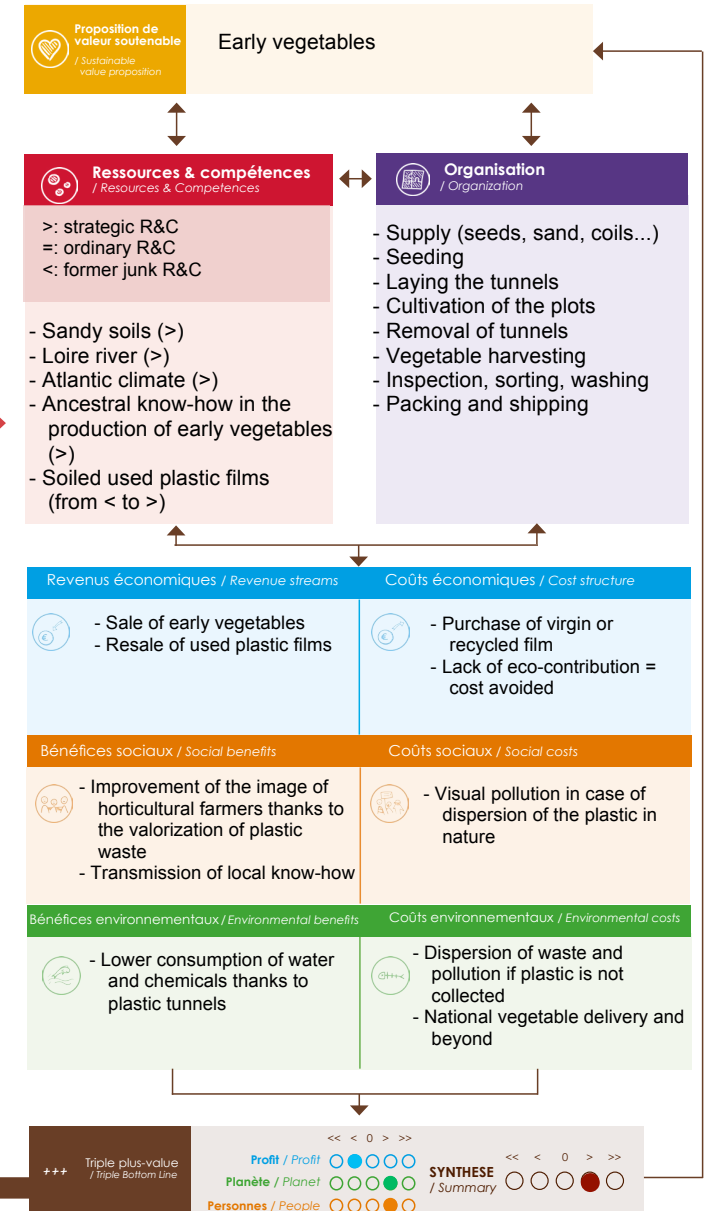 Proposition de
valeur soutenable
/ Sustainable
value proposition
Early vegetables
Ressources & compétences
/ Resources & Competences
>: strategic R&C
=: ordinary R&C
<: former junk R&C
- Sandy soils (>)
- Loire river (>)
- Atlantic climate (>)
- Ancestral know-how in the
production of early vegetables
(>)
- Soiled used plastic films
(from < to >)
Organisation
/ Organization
- Supply (seeds, sand, coils...)
- Seeding
- Laying the tunnels
- Cultivation of the plots
- Removal of tunnels
- Vegetable harvesting
- Inspection, sorting, washing
- Packing and shipping
Revenus économiques / Revenue streams
- Sale of early vegetables
- Resale of used plastic films
Coûts économiques / Cost structure
- Purchase of virgin or
recycled film
- Lack of eco-contribution =
cost avoided
Bénéfices sociaux / Social benefits
- Improvement of the image of
horticultural farmers thanks to
the valorization of plastic
waste
- Transmission of local know-how
Coûts sociaux / Social costs
- Visual pollution in case of
dispersion of the plastic in
nature
Bénéfices environnementaux / Environmental benefits
- Lower consumption of water
and chemicals thanks to
plastic tunnels
Coûts environnementaux / Environmental costs
- Dispersion of waste and
pollution if plastic is not
collected
- National vegetable delivery and
beyond
+++ Triple plus-value
/ Triple Bottom Line
<< < 0 > >>
Profit / Profit
Planète / Planet
Personnes / People
SYNTHESE
/ Summary
<< < 0 > >>